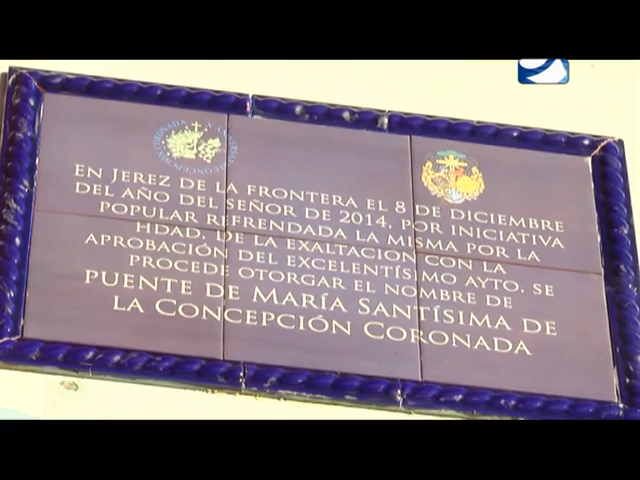 EN JEREZ DE LA FRONTERA EL 8 DE DICIEMBRE
DEL AÑO DEL SEÑOR DE 2014, POR INICIATIVA
POPULAR REFRENDADA LA MISMA POR LA
HDAD. DE LA EXALTACION CON LA
APROBACIÓN DEL EXCELENTÍSIMO AYTO. SE
PROCEDE OTORGAR EL NOMBRE DE
PUENTE DE MARÍA SANTÍSIMA DE
LA CONCEPCIÓN CORONADA